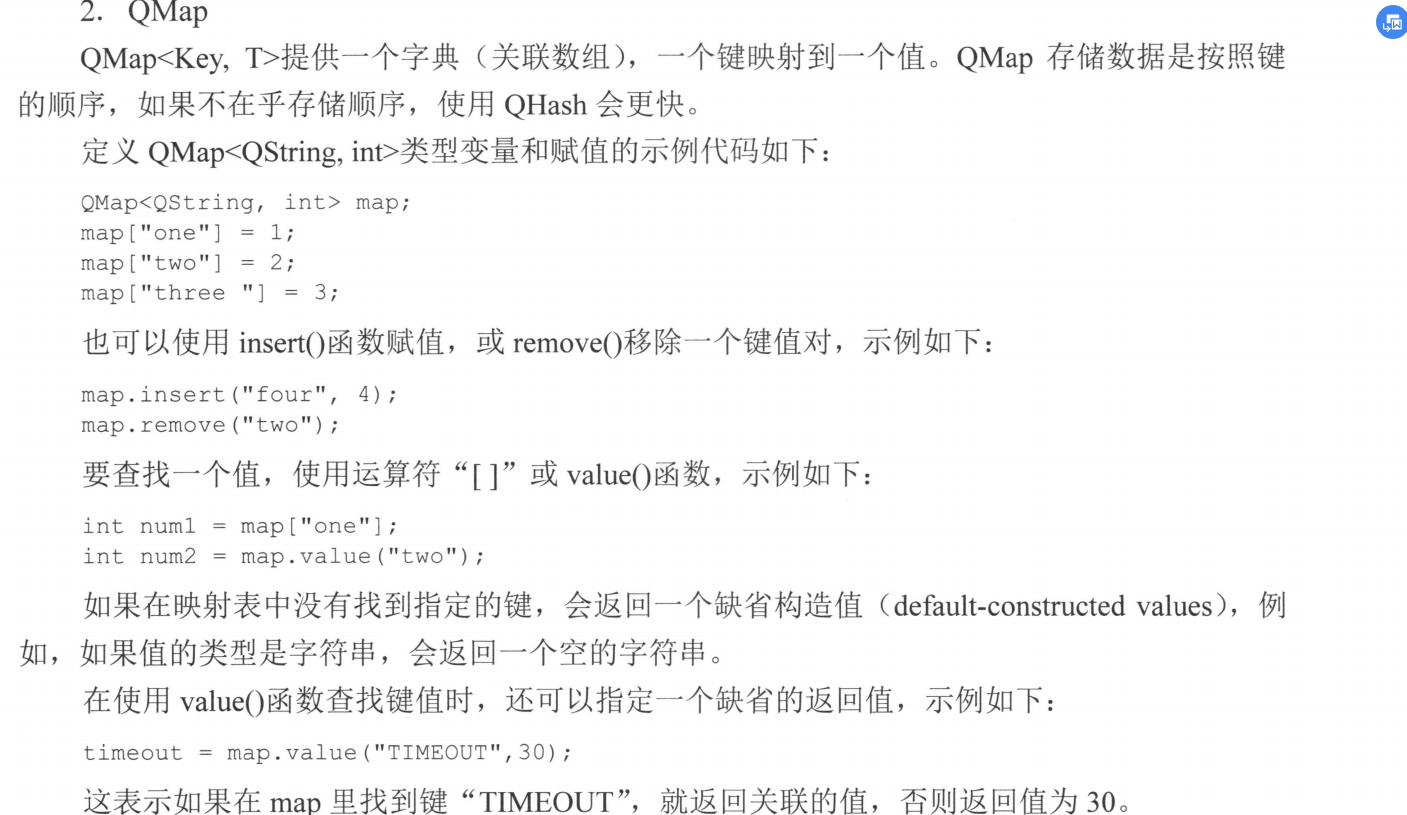 2. QMap
QMap<Key, T>提供一个字典（关联数组），一个键映射到一个值。QMap 存储数据是按照键
的顺序，如果不在乎存储顺序，使用 QHash 会更快。
定义 QMap<QString, int>类型变量和赋值的示例代码如下：
QMap<QString, int> map;
map["one"] = 1;
map["two"] = 2;
map["three "] = 3;
也可以使用 insert()函数赋值，或 remove()移除一个键值对，示例如下：
map.insert("four", 4);
map.remove("two");
要查找一个值，使用运算符“[ ]”或 value()函数，示例如下：
int num1 = map["one"];
int num2 = map.value("two");
如果在映射表中没有找到指定的键，会返回一个缺省构造值（default-constructed values），例
如，如果值的类型是字符串，会返回一个空的字符串。
在使用 value()函数查找键值时，还可以指定一个缺省的返回值，示例如下：
timeout = map.value("TIMEOUT",30);
这表示如果在 map 里找到键“TIMEOUT”，就返回关联的值，否则返回值为 30。